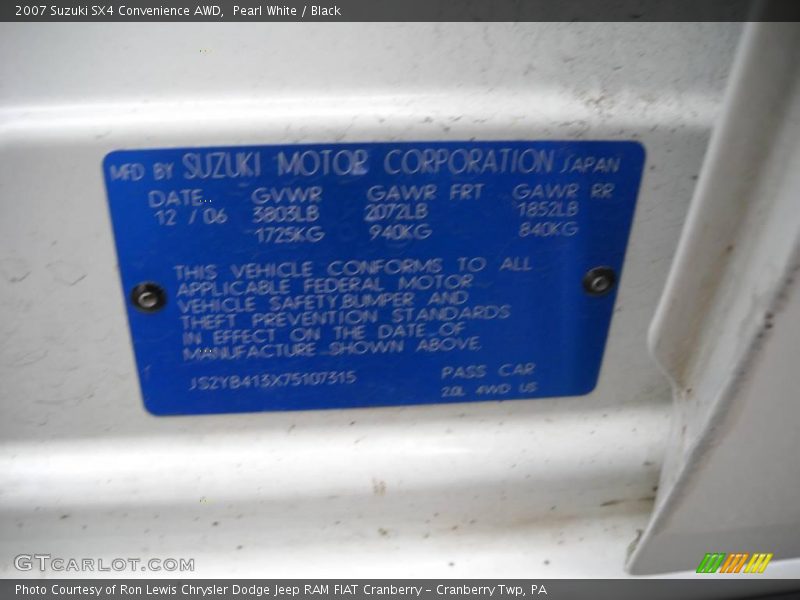 2007 Suzuki SX4 Convenience AWD,  Pearl White / Black
MFD BY SUZUKI MOTOR CORPORATION JAPAN
DATE GVWR GAWR FRT GAWR RR
12 / 06 3803LB 2072LB 1852LB
1725KG 940KG 840KG
THIS VEHICLE CONFORMS TO ALL
APPLICABLE FEDERAL MOTOR
VEHICLE SAFETY,BUMPER AND
THEFT PREVENTION STANDARDS
IN EFFECT ON THE DATE OF
MANUFACTURE SHOWN ABOVE.
JS2YB413X75107315 PASS CAR
2.0L 4WD US
GTCARLOT.COM
Photo Courtesy of Ron Lewis Chrysler Dodge Jeep RAM FIAT Cranberry – Cranberry Twp, PA